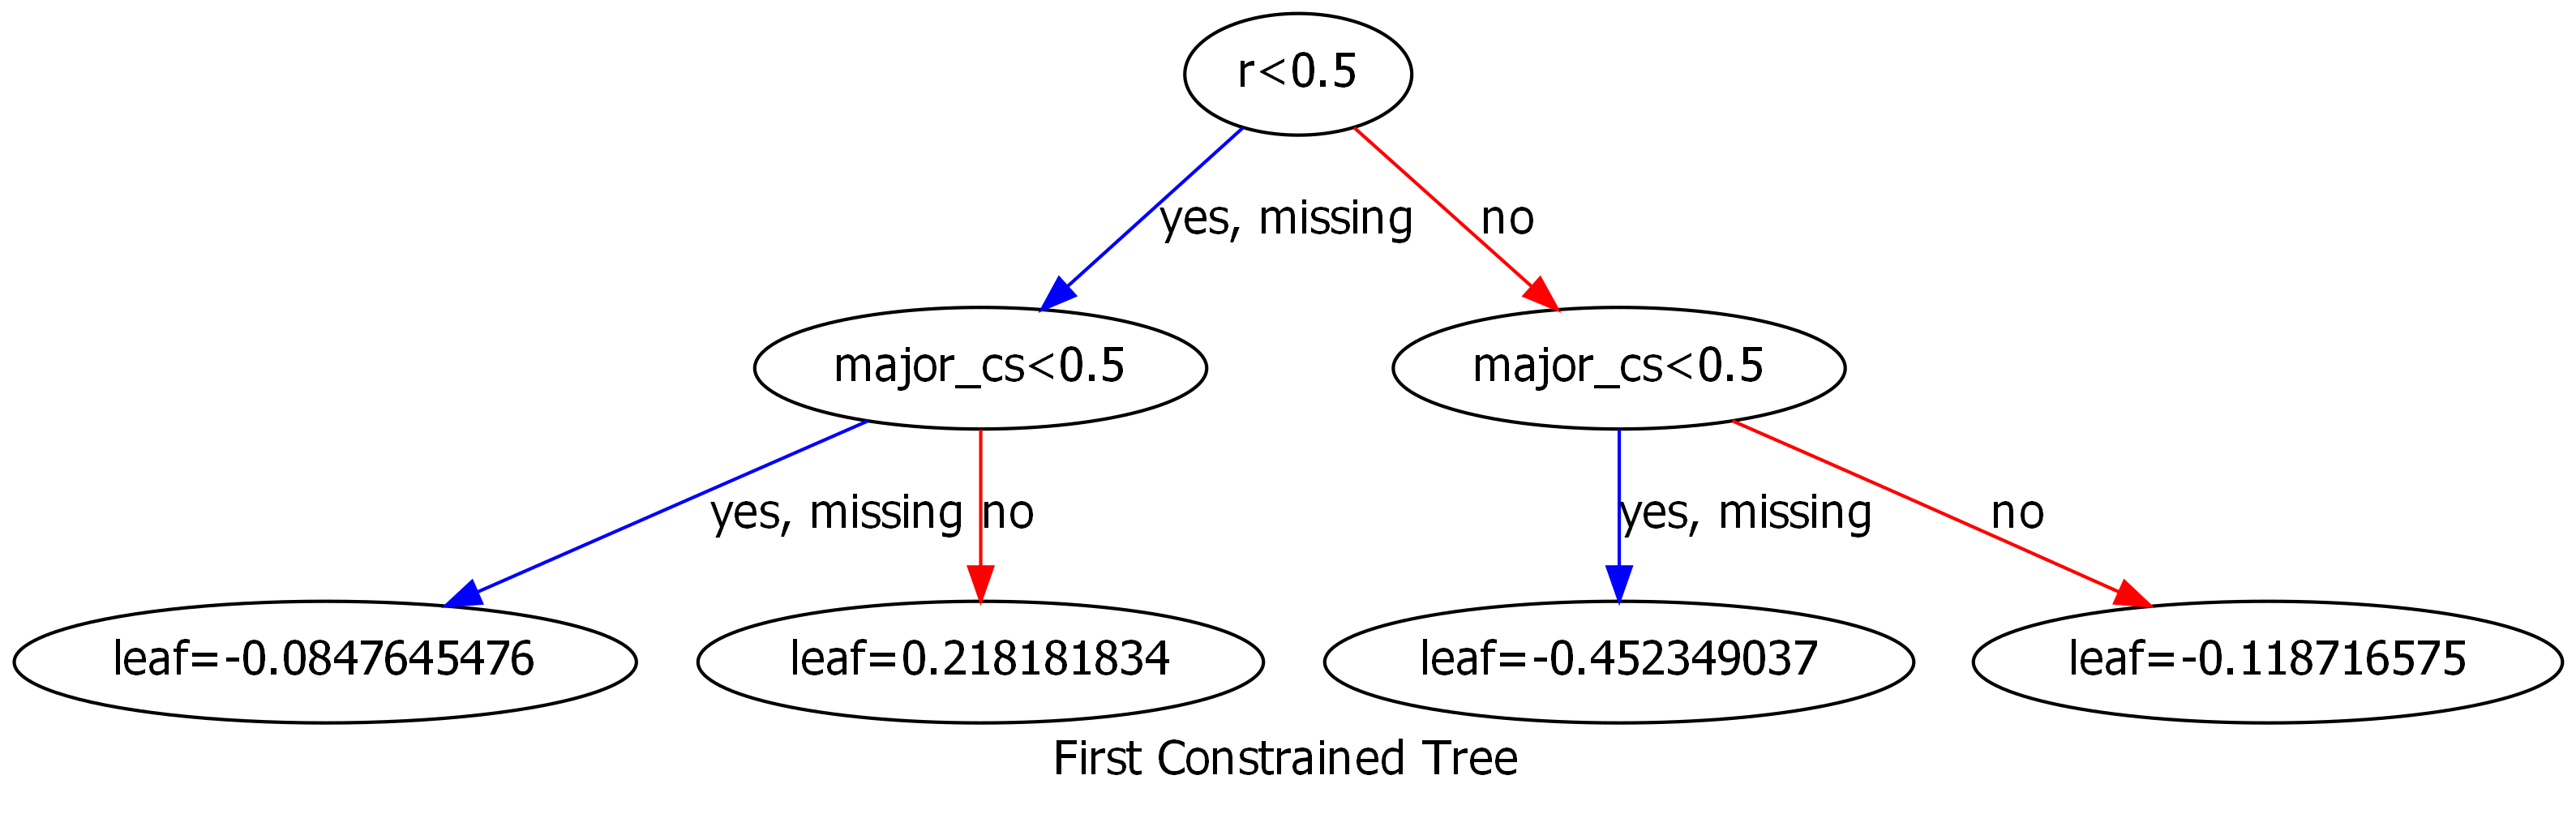 r<0.5
yes, missing
no
major_cs<0.5
major_cs<0.5
yes, missing
no
yes, missing
no
leaf=-0.0847645476
leaf=0.218181834
leaf=-0.452349037
leaf=-0.118716575
First Constrained Tree